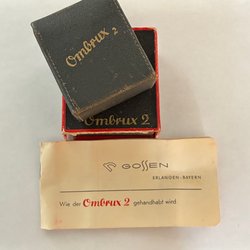 Ombrux 2
Ombrux 2
GOSSEN
ERLANGEN-BAYERN
Wie der Ombrux 2 gehandhabt wird